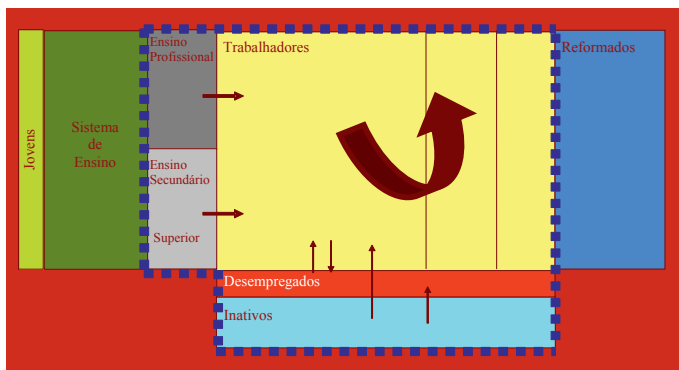 Jovens
Sistema
de
Ensino
Ensino
Profissional
Ensino
Secundário
Superior
Trabalhadores
Reformados
Desempregados
Inativos